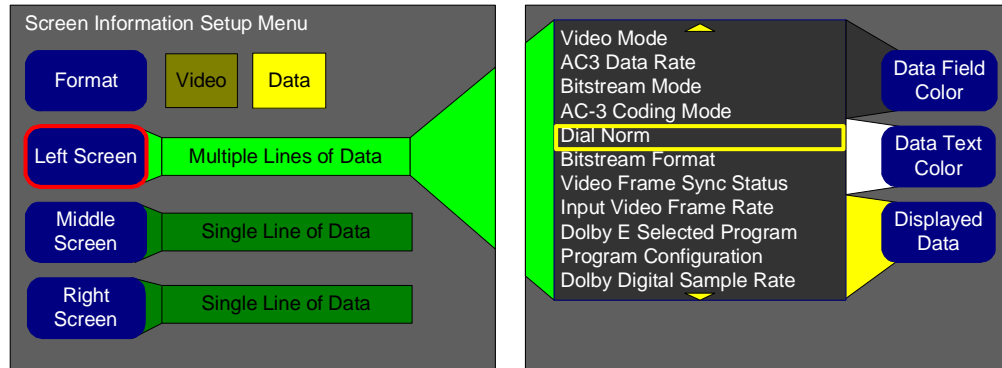 Screen Information Setup Menu
Format
Video
Data
Left Screen
Multiple Lines of Data
Middle
Screen
Single Line of Data
Right
Screen
Single Line of Data
Video Mode
AC3 Data Rate
Bitstream Mode
AC-3 Coding Mode
Dial Norm
Bitstream Format
Video Frame Sync Status
Input Video Frame Rate
Dolby E Selected Program
Program Configuration
Dolby Digital Sample Rate
Data Field
Color
Data Text
Color
Displayed
Data